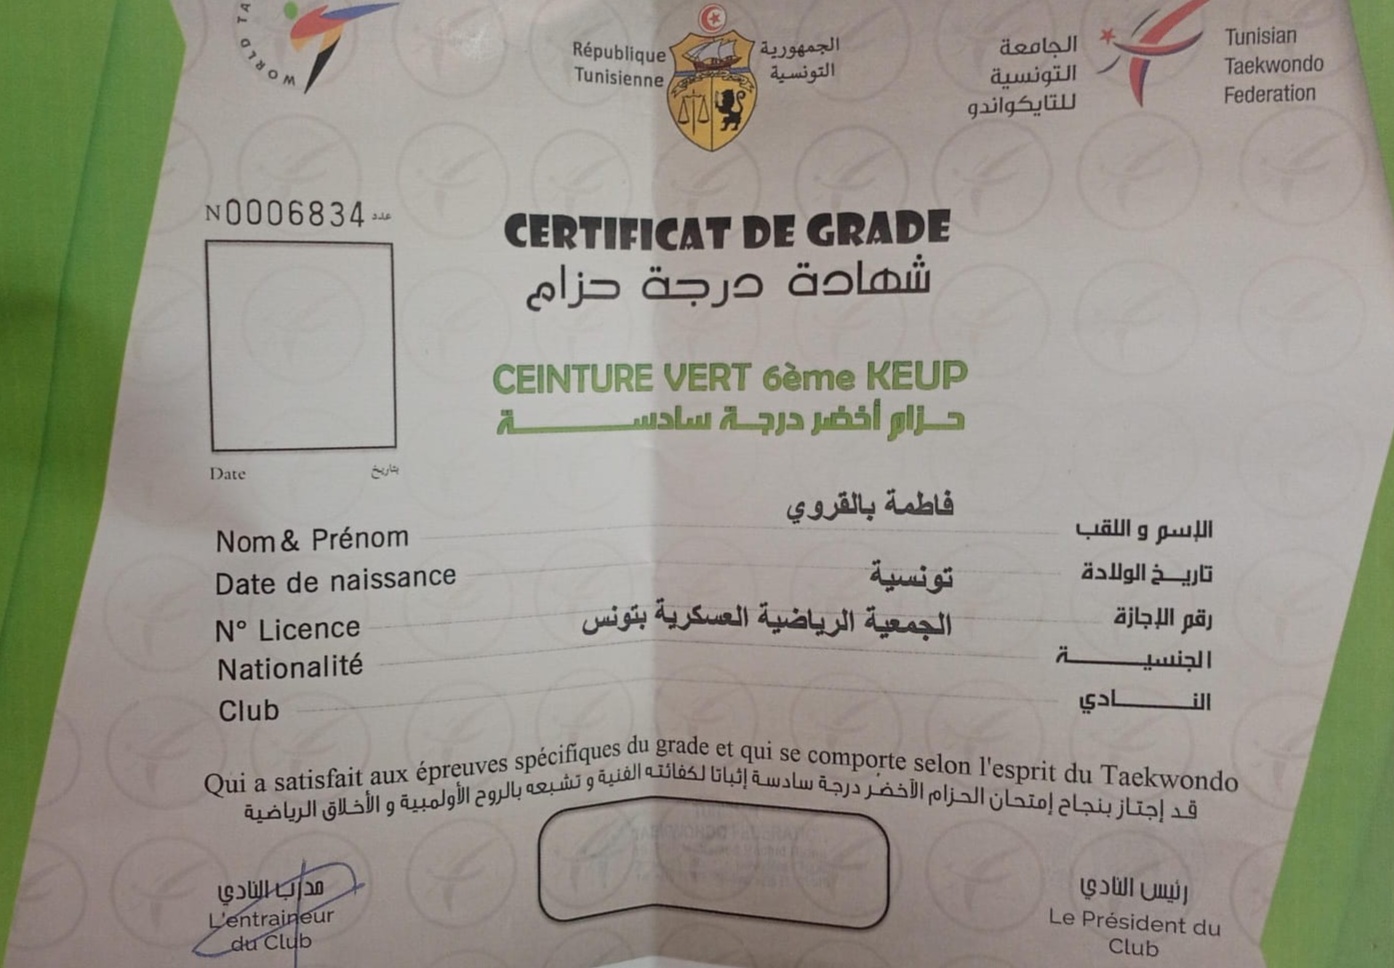 WORLD TA
République
Tunisienne
الجمهورية
التونسية
الجامعة
التونسية
للتايكواندو
Tunisian
Taekwondo
Federation
N0006834 عدد
CERTIFICAT DE GRADE
شهادة درجة حزام
CEINTURE VERT 6ème KEUP
حزام أخضر درجة سادسة
Date بتاريخ
Nom & Prénom فاطمة بالقروي الإسم و اللقب
Date de naissance تونسية تاريخ الولادة
N° Licence الجمعية الرياضية العسكرية بتونس رقم الإجازة
Nationalité الجنسية
Club النادي
Qui a satisfait aux épreuves spécifiques du grade et qui se comporte selon l'esprit du Taekwondo
قد إجتاز بنجاح إمتحان الحزام الأخضر درجة سادسة إثباتا لكفائته الفنية و تشبعه بالروح الأولمبية و الأخلاق الرياضية
مدرب النادي
L'entraineur
du Club
رئيس النادي
Le Président du
Club